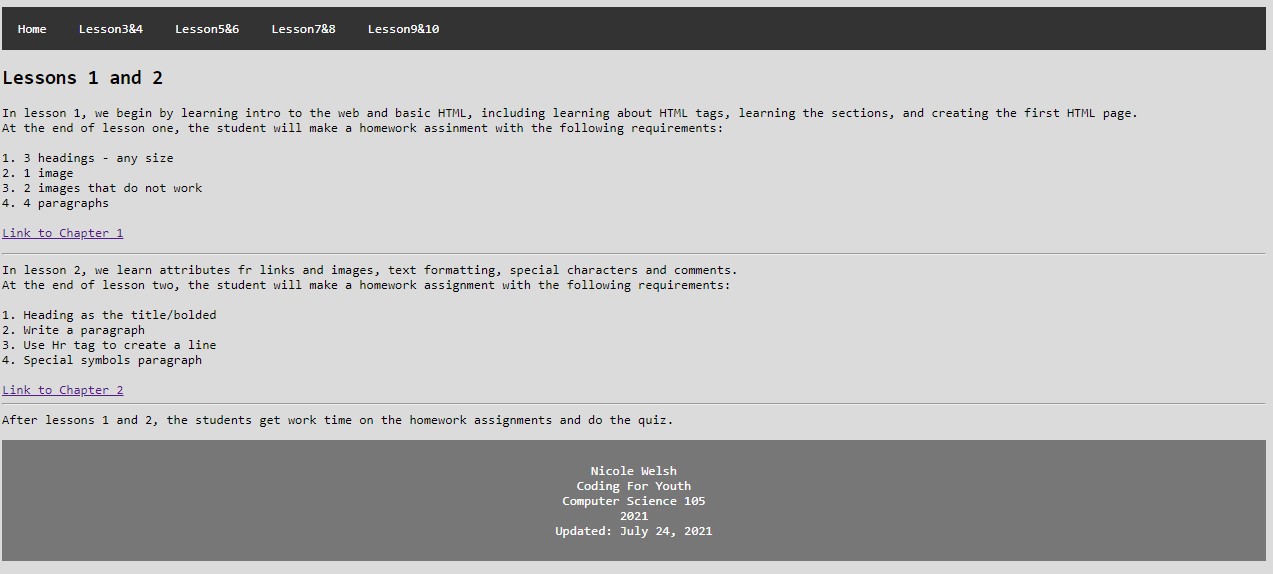 Home Lesson3&4 Lesson5&6 Lesson7&8 Lesson9&10
Lessons 1 and 2
In lesson 1, we begin by learning intro to the web and basic HTML, including learning about HTML tags, learning the sections, and creating the first HTML page.
At the end of lesson one, the student will make a homework assinment with the following requirements:
1. 3 headings - any size
2. 1 image
3. 2 images that do not work
4. 4 paragraphs
Link to Chapter 1
In lesson 2, we learn attributes fr links and images, text formatting, special characters and comments.
At the end of lesson two, the student will make a homework assignment with the following requirements:
1. Heading as the title/bolded
2. Write a paragraph
3. Use Hr tag to create a line
4. Special symbols paragraph
Link to Chapter 2
After lessons 1 and 2, the students get work time on the homework assignments and do the quiz.
Nicole Welsh
Coding For Youth
Computer Science 105
2021
Updated: July 24, 2021